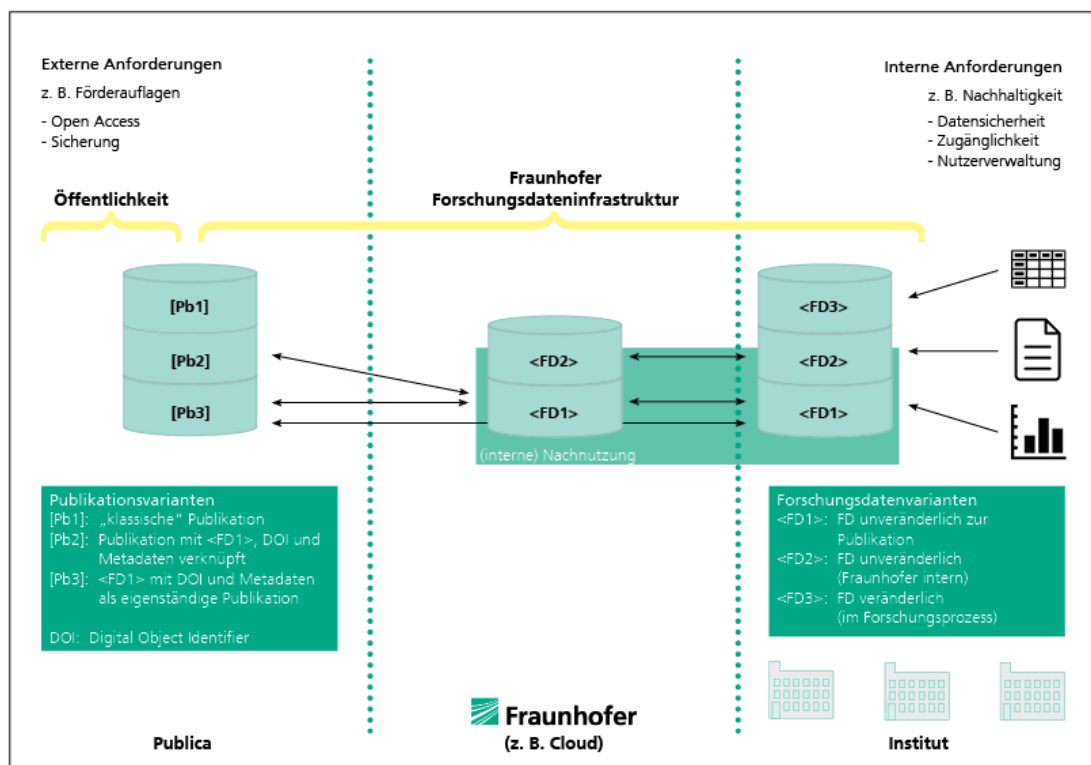 Externe Anforderungen
z. B. Förderauflagen
- Open Access
- Sicherung
Interne Anforderungen
z. B. Nachhaltigkeit
- Datensicherheit
- Zugänglichkeit
- Nutzerverwaltung
Öffentlichkeit
Fraunhofer
Forschungsdateninfrastruktur
[Pb1]
[Pb2]
[Pb3]
<FD2>
<FD1>
(interne) Nachnutzung
<FD3>
<FD2>
<FD1>
Publikationsvarianten
[Pb1]: „klassische“ Publikation
[Pb2]: Publikation mit <FD1>, DOI und
Metadaten verknüpft
[Pb3]: <FD1> mit DOI und Metadaten
als eigenständige Publikation
DOI: Digital Object Identifier
Forschungsdatenvarianten
<FD1>: FD unveränderlich zur
Publikation
<FD2>: FD unveränderlich
(Fraunhofer intern)
<FD3>: FD veränderlich
(im Forschungsprozess)
Publica
Fraunhofer
(z. B. Cloud)
Institut